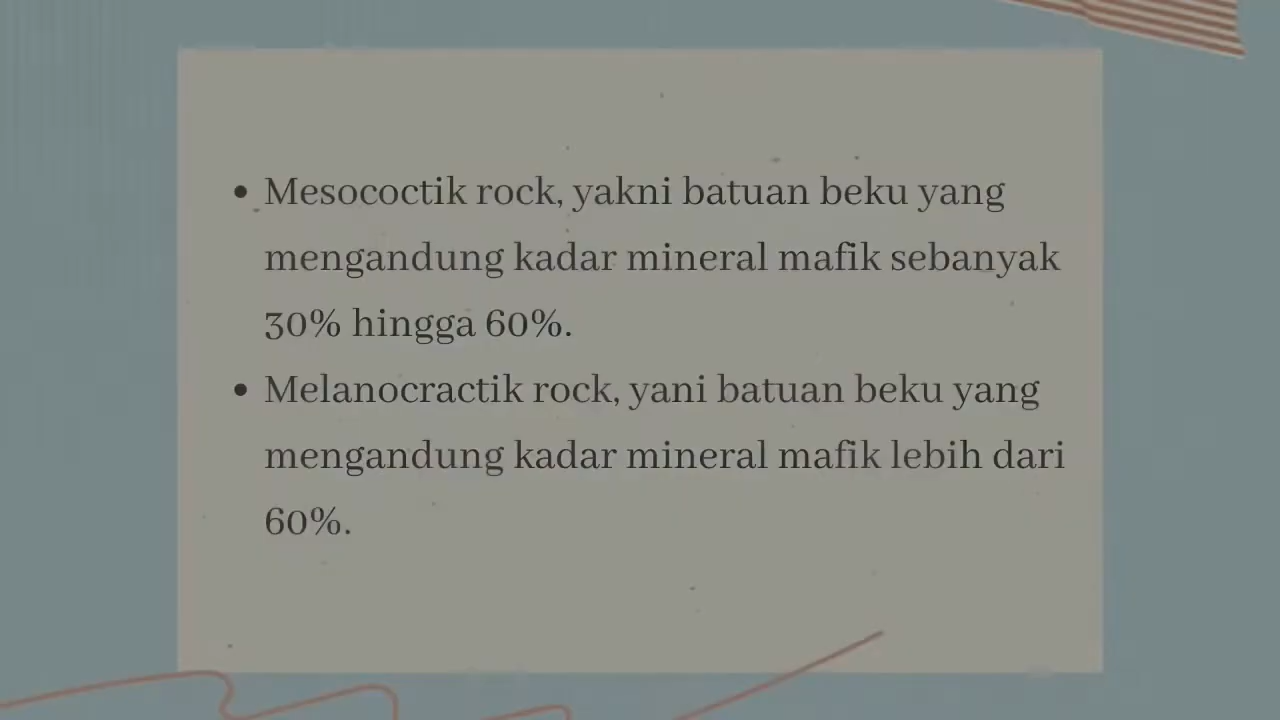 • Mesococtik rock, yakni batuan beku yang
mengandung kadar mineral mafik sebanyak
30% hingga 60%.
• Melanocractik rock, yani batuan beku yang
mengandung kadar mineral mafik lebih dari
60%.